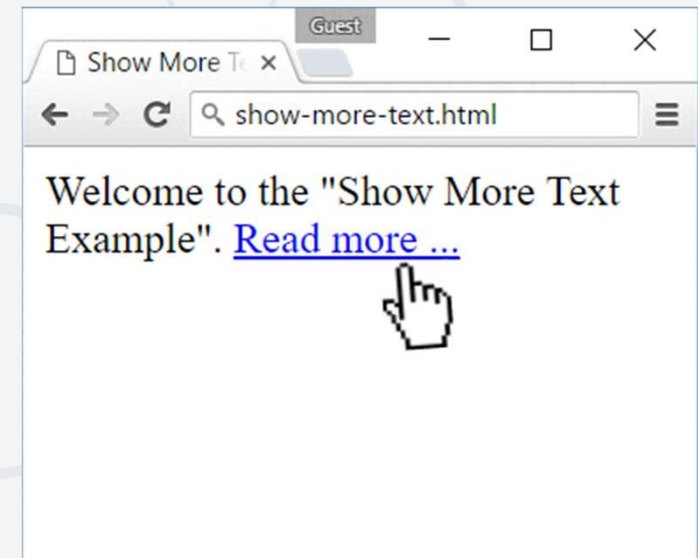 Guest
Show More Te
show-more-text.html
Welcome to the "Show More Text
Example". Read more ...